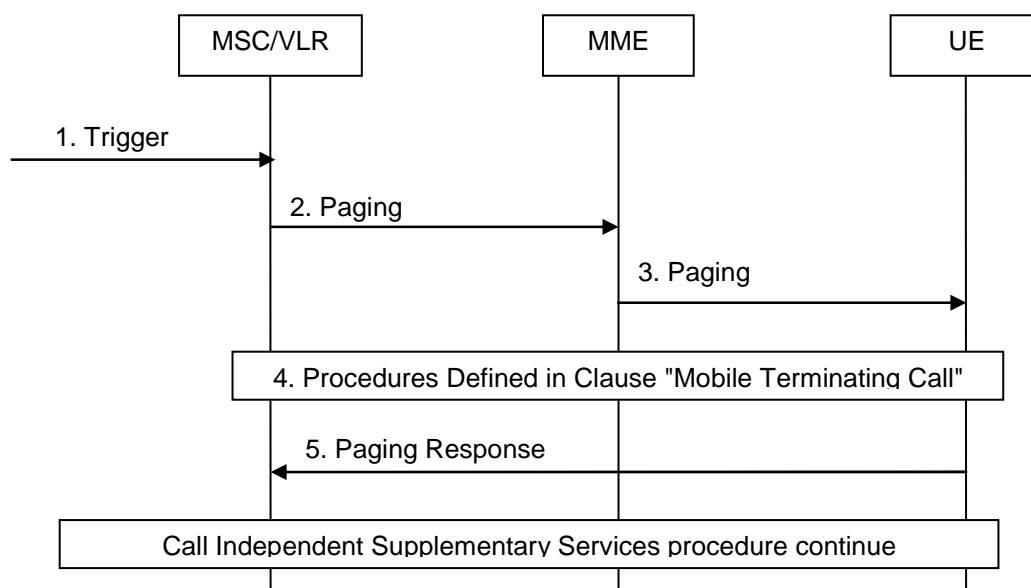 MSC/VLR
MME
UE
1. Trigger
2. Paging
3. Paging
4. Procedures Defined in Clause "Mobile Terminating Call"
5. Paging Response
Call Independent Supplementary Services procedure continue